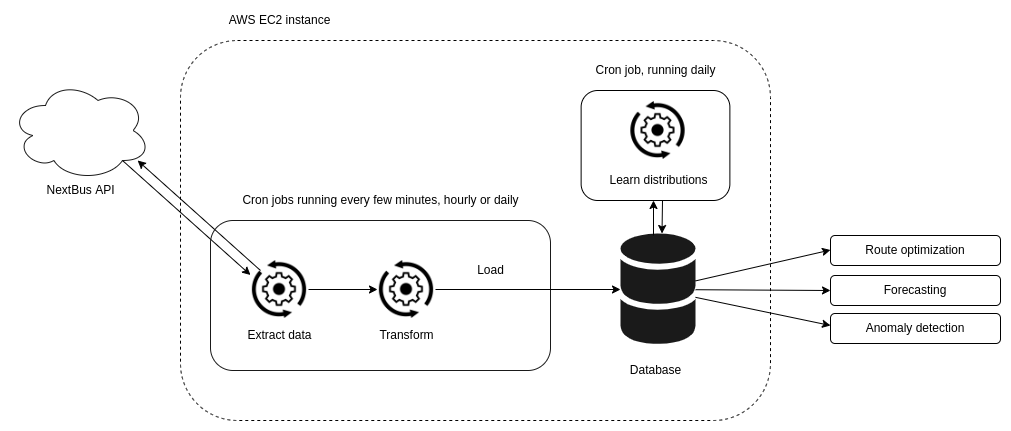 AWS EC2 instance
Cron job, running daily
Learn distributions
NextBus API
Cron jobs running every few minutes, hourly or daily
Load
Extract data
Transform
Database
Route optimization
Forecasting
Anomaly detection